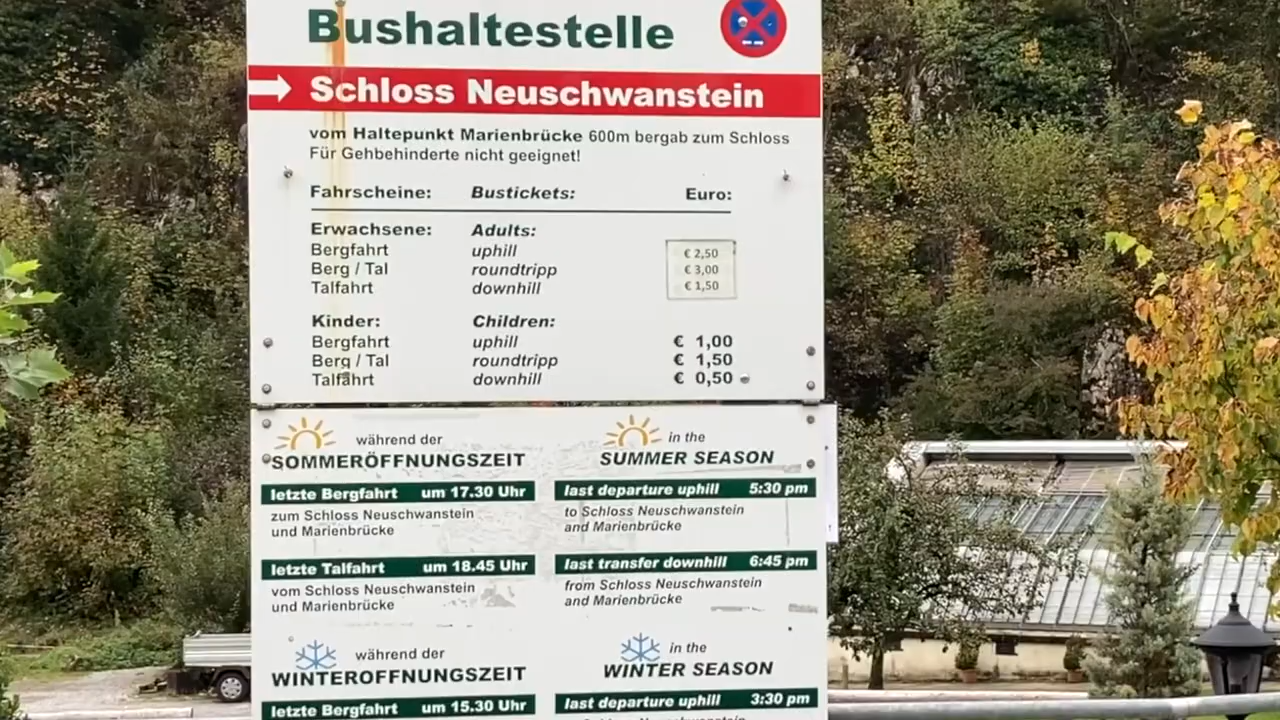 Bushaltestelle
Schloss Neuschwanstein
vom Haltepunkt Marienbrücke 600m bergab zum Schloss
Für Gehbehinderte nicht geeignet!
Fahrscheine: Bustickets: Euro:
Erwachsene: Adults:
Bergfahrt uphill € 2,50
Berg / Tal roundtripp € 3,00
Talfahrt downhill € 1,50
Kinder: Children:
Bergfahrt uphill € 1,00
Berg / Tal roundtripp € 1,50
Talfahrt downhill € 0,50
während der in the
SOMMERÖFFNUNGSZEIT SUMMER SEASON
letzte Bergfahrt um 17.30 Uhr last departure uphill 5:30 pm
zum Schloss Neuschwanstein to Schloss Neuschwanstein
und Marienbrücke and Marienbrücke
letzte Talfahrt um 18.45 Uhr last transfer downhill 6:45 pm
vom Schloss Neuschwanstein from Schloss Neuschwanstein
und Marienbrücke and Marienbrücke
während der in the
WINTERÖFFNUNGSZEIT WINTER SEASON
letzte Bergfahrt um 15.30 Uhr last departure uphill 3:30 pm